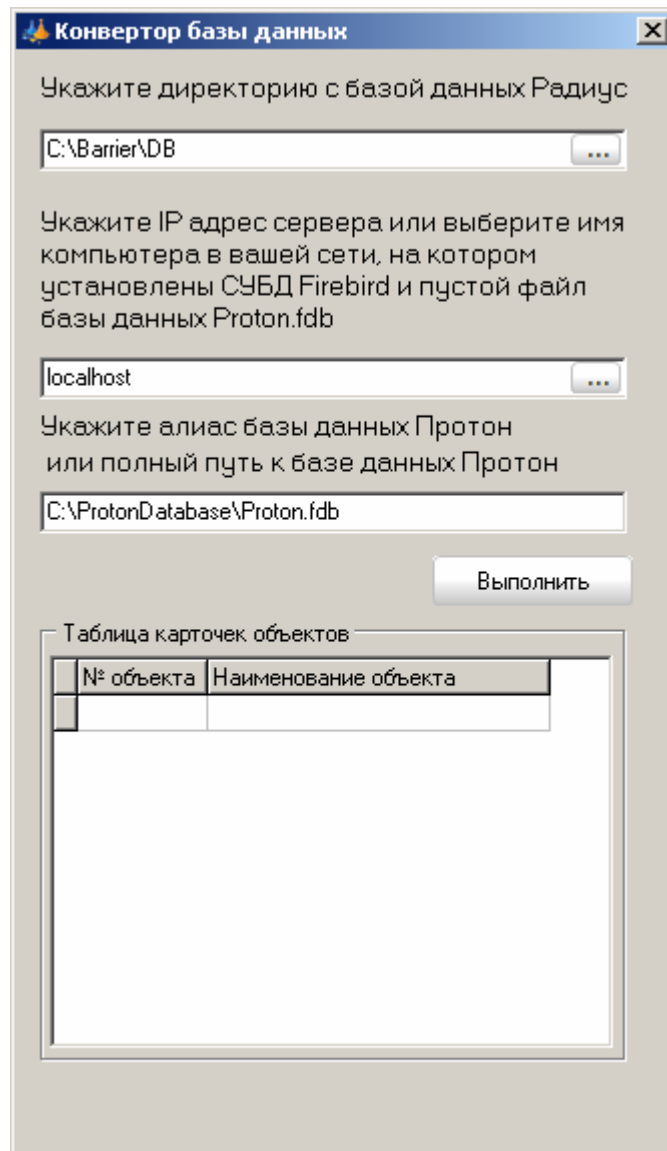 Конвертор базы данных
Укажите директорию с базой данных Радиус
C:\Barrier\DB
...
Укажите IP адрес сервера или выберите имя
компьютера в вашей сети, на котором
установлены СУБД Firebird и пустой файл
базы данных Proton.fdb
localhost
...
Укажите алиас базы данных Протон
или полный путь к базе данных Протон
C:\ProtonDatabase\Proton.fdb
Выполнить
Таблица карточек объектов
№ объекта Наименование объекта